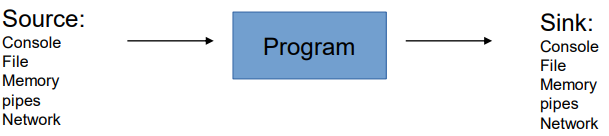 Source:
Console
File
Memory
pipes
Network
Program
Sink:
Console
File
Memory
pipes
Network